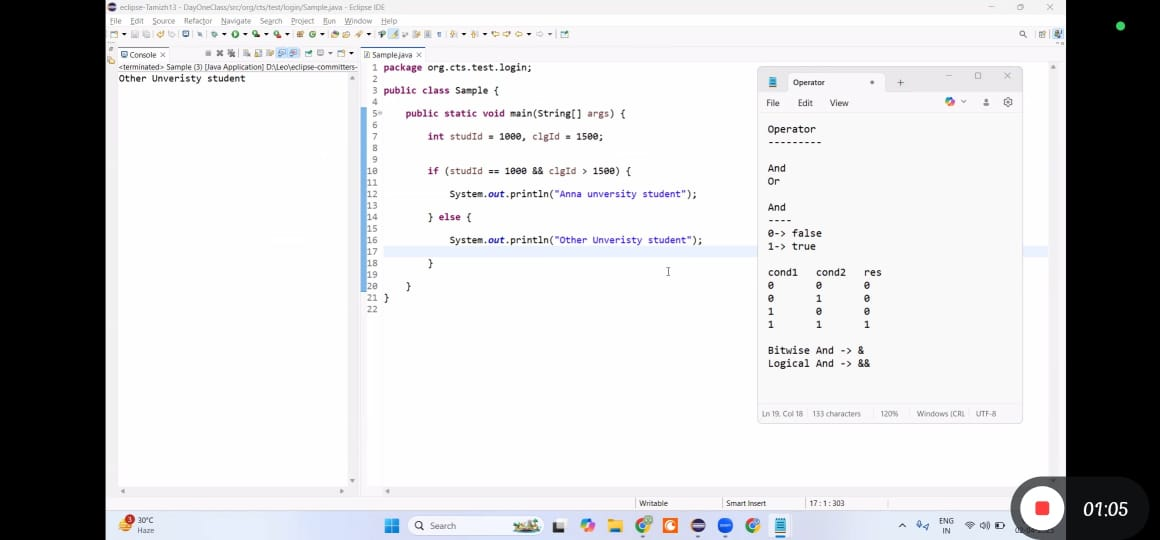 eclipse-Tamizh13 - DayOneClass/src/org/cts/test/login/Sample.java - Eclipse IDE
File Edit Source Refactor Navigate Search Project Run Window Help
Console
Sample.java
<terminated> Sample (3) [Java Application] D:\Leo\eclipse-committers-
Other Unveristy student
1 package org.cts.test.login;
2
3 public class Sample {
4
5 public static void main(String[] args) {
6
7 int studId = 1000, clgId = 1500;
8
9
10 if (studId == 1000 && clgId > 1500) {
11
12 System.out.println("Anna unversity student");
13
14 } else {
15
16 System.out.println("Other Unveristy student");
17
18 }
19
20 }
21 }
22
Operator
File Edit View
Operator
---------
And
Or
And
----
0-> false
1-> true
cond1 cond2 res
0 0 0
0 1 0
1 0 0
1 1 1
Bitwise And -> &
Logical And -> &&
Ln 19, Col 18 133 characters 120% Windows (CRL UTF-8
Writable Smart Insert 17 : 1 : 303
3
30°C
Haze
Search
ENG
IN
01:05